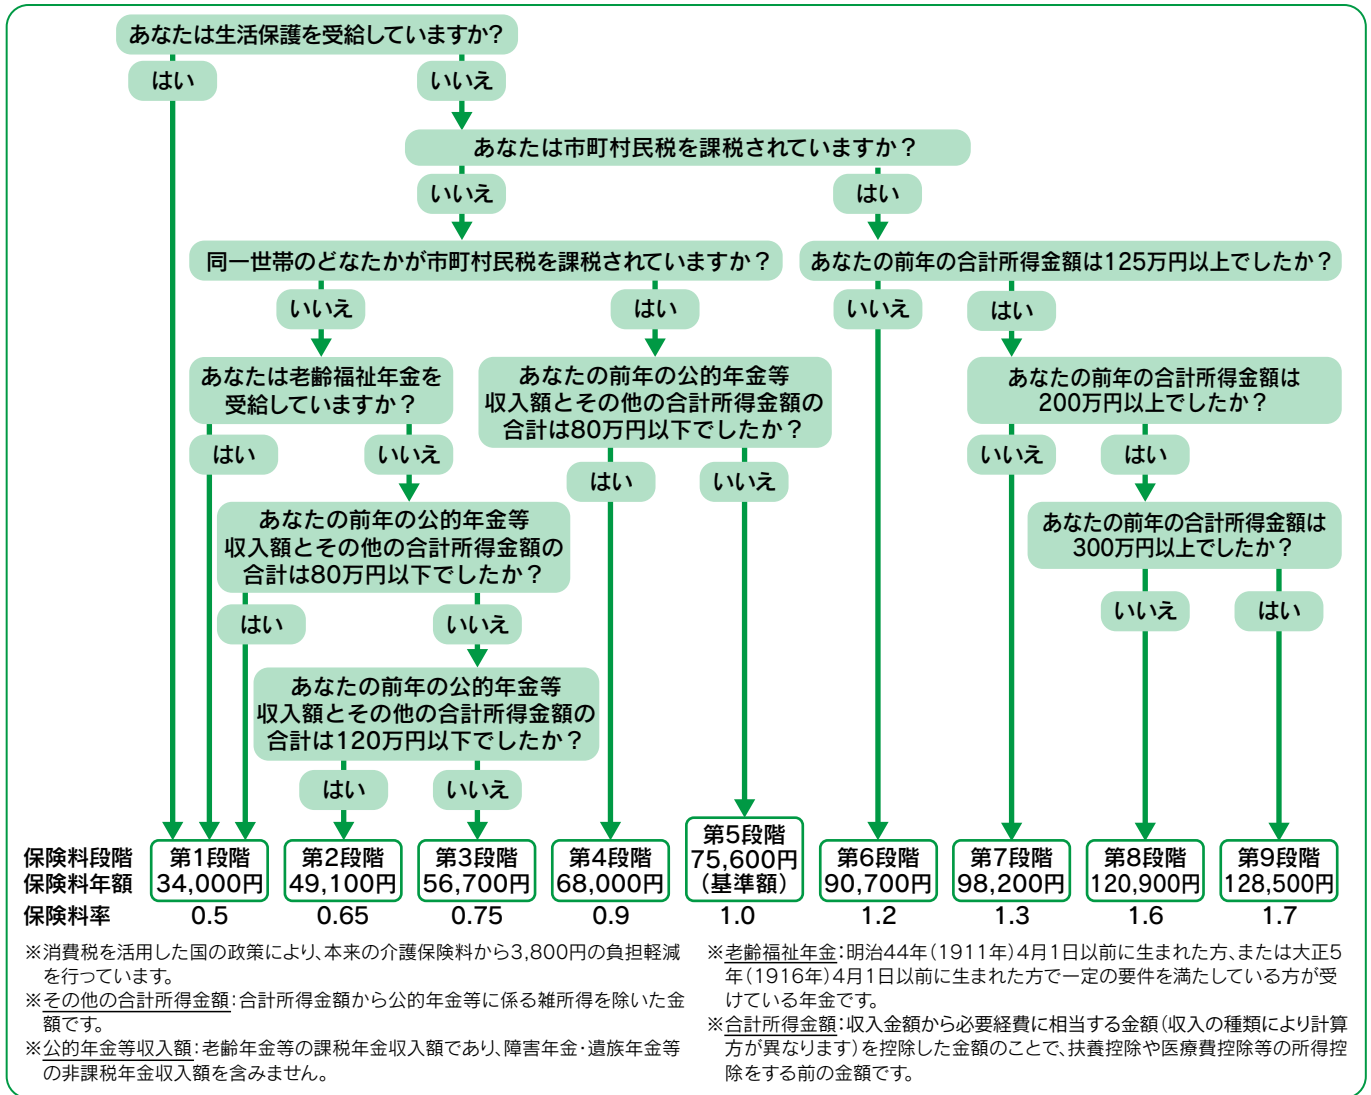 あなたは生活保護を受給していますか?
はい
いいえ
あなたは市町村民税を課税されていますか？
いいえ
はい
同一世帯のどなたかが市町村民税を課税されていますか？
あなたの前年の合計所得金額は125万円以上でしたか？
いいえ
はい
いいえ
はい
あなたは老齢福祉年金を
受給していますか？
あなたの前年の公的年金等
収入額とその他の合計所得金額の
合計は80万円以下でしたか？
あなたの前年の合計所得金額は
200万円以上でしたか？
はい
いいえ
はい
いいえ
いいえ
はい
あなたの前年の公的年金等
収入額とその他の合計所得金額の
合計は80万円以下でしたか？
あなたの前年の合計所得金額は
300万円以上でしたか？
はい
いいえ
いいえ
はい
あなたの前年の公的年金等
収入額とその他の合計所得金額の
合計は120万円以下でしたか？
はい
いいえ
保険料段階 第1段階 第2段階 第3段階 第4段階 第5段階 第6段階 第7段階 第8段階 第9段階
保険料年額 34,000円 49,100円 56,700円 68,000円 75,600円 90,700円 98,200円 120,900円 128,500円
（基準額）
保険料率 0.5 0.65 0.75 0.9 1.0 1.2 1.3 1.6 1.7
※消費税を活用した国の政策により、本来の介護保険料から3,800円の負担軽減
を行っています。
※その他の合計所得金額：合計所得金額から公的年金等に係る雑所得を除いた金
額です。
※公的年金等収入額：老齢年金等の課税年金収入額であり、障害年金・遺族年金等
の非課税年金収入額を含みません。
※老齢福祉年金：明治44年（1911年）4月1日以前に生まれた方、または大正5
年（1916年）4月1日以前に生まれた方で一定の要件を満たしている方が受
けている年金です。
※合計所得金額：収入金額から必要経費に相当する金額（収入の種類により計算
方が異なります）を控除した金額のことで、扶養控除や医療費控除等の所得控
除をする前の金額です。